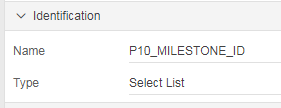 Identification
Name P10_MILESTONE_ID
Type Select List